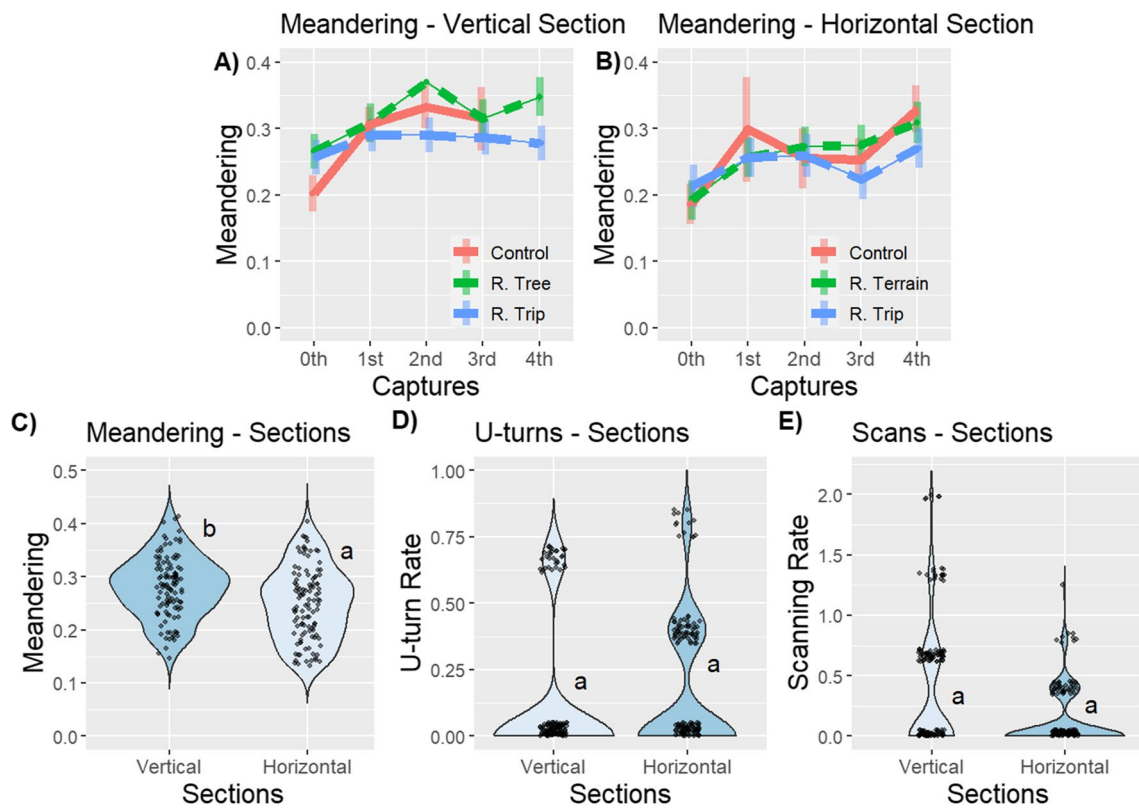 Meandering - Vertical Section
A)
0.4
0.3
0.2
0.1
0.0
Meandering
Control
R. Tree
R. Trip
0th 1st 2nd 3rd 4th
Captures
Meandering - Horizontal Section
B)
0.4
0.3
0.2
0.1
0.0
Meandering
Control
R. Terrain
R. Trip
0th 1st 2nd 3rd 4th
Captures
C)
Meandering - Sections
0.5
0.4
0.3
0.2
0.1
0.0
Meandering
b
a
Vertical Horizontal
Sections
D)
U-turns - Sections
1.00
0.75
0.50
0.25
0.00
U-turn Rate
a
a
Vertical Horizontal
Sections
E)
Scans - Sections
2.0
1.5
1.0
0.5
0.0
Scanning Rate
a
a
Vertical Horizontal
Sections